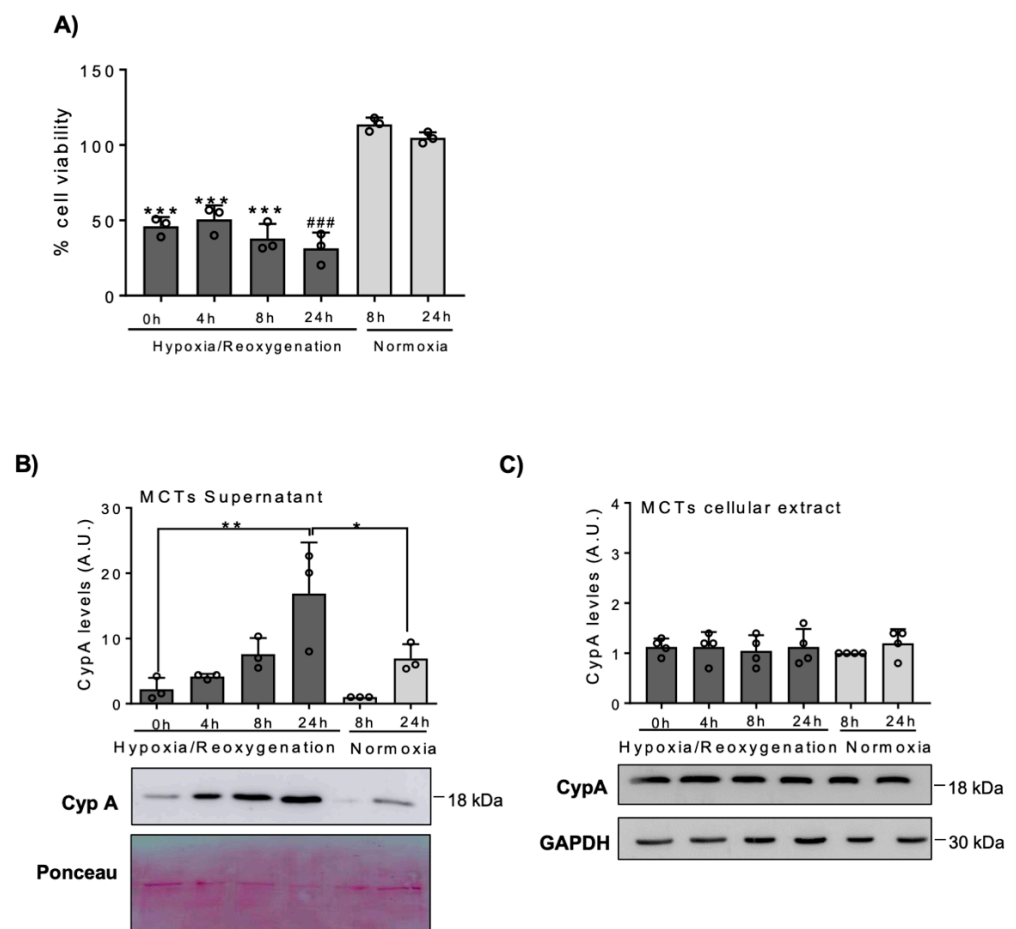 A)
% cell viability
150
100
50
0
*** *** *** ###
0h 4h 8h 24h 8h 24h
Hypoxia/Reoxygenation Normoxia
B)
MCTs Supernatant
CypA levels (A.U.)
30
20
10
0
** *
0h 4h 8h 24h 8h 24h
Hypoxia/Reoxygenation Normoxia
Cyp A
18 kDa
Ponceau
C)
MCTs cellular extract
CypA levles (A.U.)
4
3
2
1
0
0h 4h 8h 24h 8h 24h
Hypoxia/Reoxygenation Normoxia
CypA
18 kDa
GAPDH
30 kDa